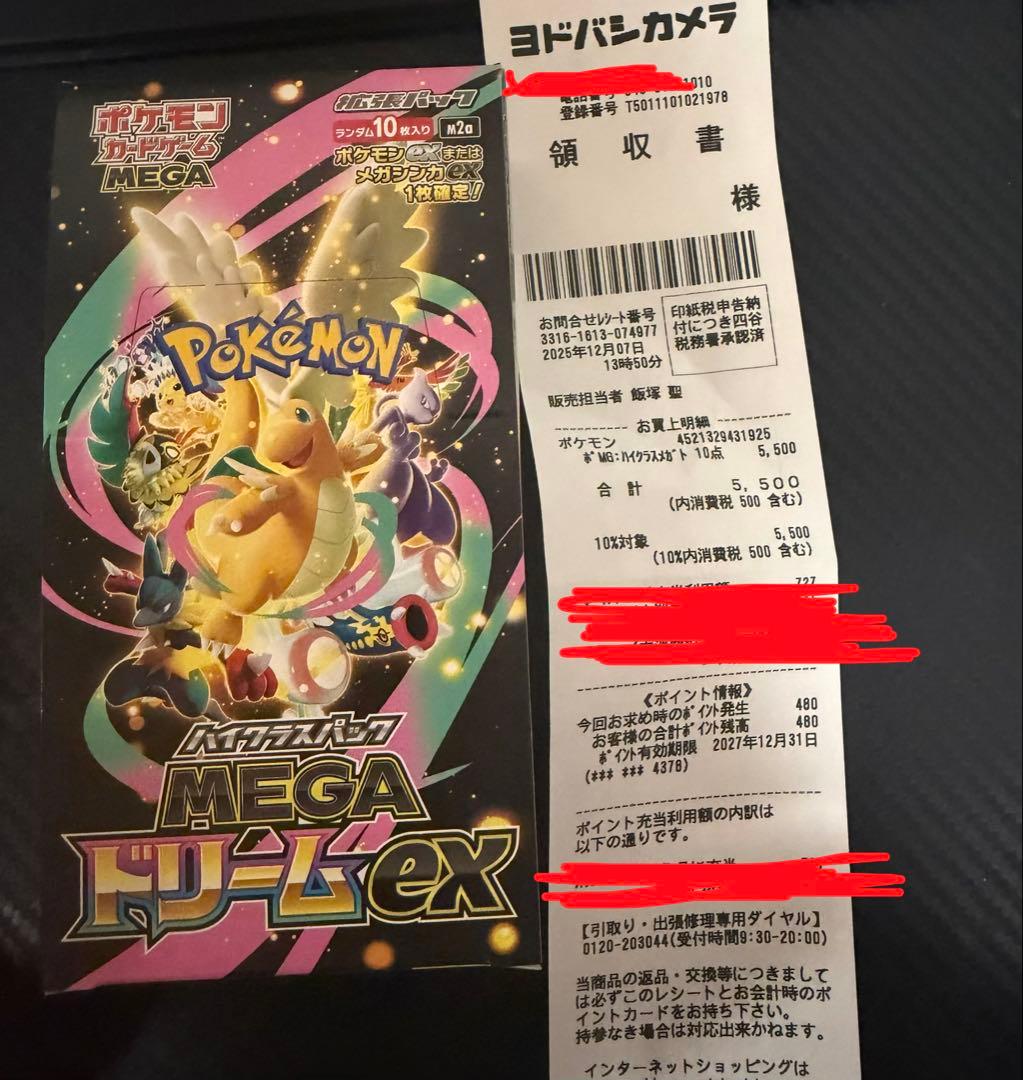 ポケモン
カードゲーム
MEGA
拡張パック
ランダム10枚入り M2a
ポケモンexまたは
メガシンカex
1枚確定!
POKéMON
ハイクラスパック
MEGA
ドリームex
ヨドバシカメラ
1010
登録番号 T5011101021978
領収書
様
お問合せレシート番号
3316-1613-074977
2025年12月07日
13時50分
印紙税申告納
付につき四谷
税務署承認済
販売担当者 飯塚 聖
お買上明細
ポケモン 4521329431925
ポMG:ハイクラスメガド 10点 5,500
合計 5,500
(内消費税 500 含む)
10%対象 5,500
(10%内消費税 500 含む)
727
《ポイント情報》
今回お求め時のポイント発生 480
お客様の合計ポイント残高 480
ポイント有効期限 2027年12月31日
(*** *** 4378)
ポイント充当利用額の内訳は
以下の通りです。
【引取り・出張修理専用ダイヤル】
0120-203044(受付時間9:30-20:00)
当商品の返品・交換等につきまして
は必ずこのレシートとお会計時のポ
イントカードをお持ち下さい。
持参なき場合は対応出来かねます。
インターネットショッピングは